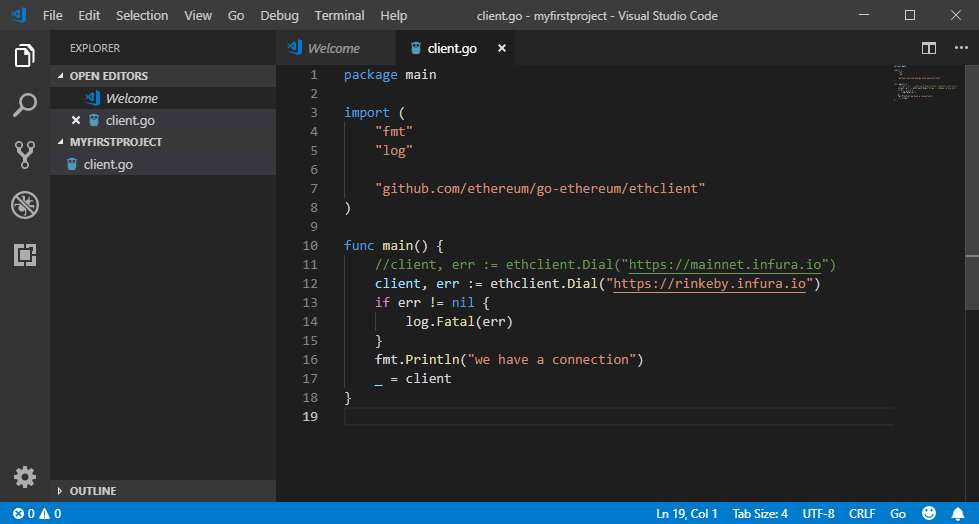 File Edit Selection View Go Debug Terminal Help client.go - myfirstproject - Visual Studio Code
EXPLORER
OPEN EDITORS
Welcome
client.go
MYFIRSTPROJECT
client.go
OUTLINE
Welcome client.go
1 package main
2
3 import (
4 "fmt"
5 "log"
6
7 "github.com/ethereum/go-ethereum/ethclient"
8 )
9
10 func main() {
11 //client, err := ethclient.Dial("https://mainnet.infura.io")
12 client, err := ethclient.Dial("https://rinkeby.infura.io")
13 if err != nil {
14 log.Fatal(err)
15 }
16 fmt.Println("we have a connection")
17 _ = client
18 }
19
0 0 Ln 19, Col 1 Tab Size: 4 UTF-8 CRLF Go